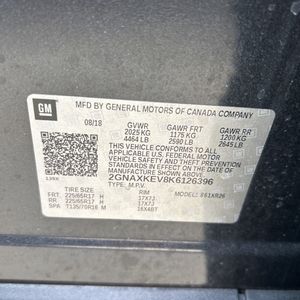 GM
MFD BY GENERAL MOTORS OF CANADA COMPANY
08/18 GVWR GAWR FRT GAWR RR
2025 KG 1175 KG 1200 KG
4464 LB 2590 LB 2645 LB
THIS VEHICLE CONFORMS TO ALL APPLICABLE
U.S. FEDERAL MOTOR VEHICLE SAFETY,
BUMPER, AND THEFT PREVENTION
STANDARDS IN EFFECT ON THE DATE OF
MANUFACTURE SHOWN ABOVE.
2GNAXKEV8K6126396
TYPE: M.P.V.
TIRE SIZE RIM
FRT 225/65R17 H 17X7J
RR 225/65R17 H 17X7J
SPA T135/70R16 M 16X4BT